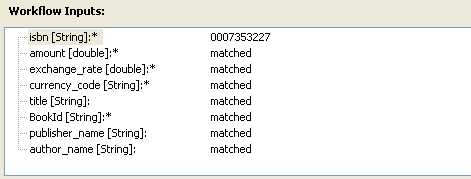 Workflow Inputs:
isbn [String]:* 0007353227
amount [double]:* matched
exchange_rate [double]:* matched
currency_code [String]:* matched
title [String]: matched
BookId [String]:* matched
publisher_name [String]: matched
author_name [String]: matched